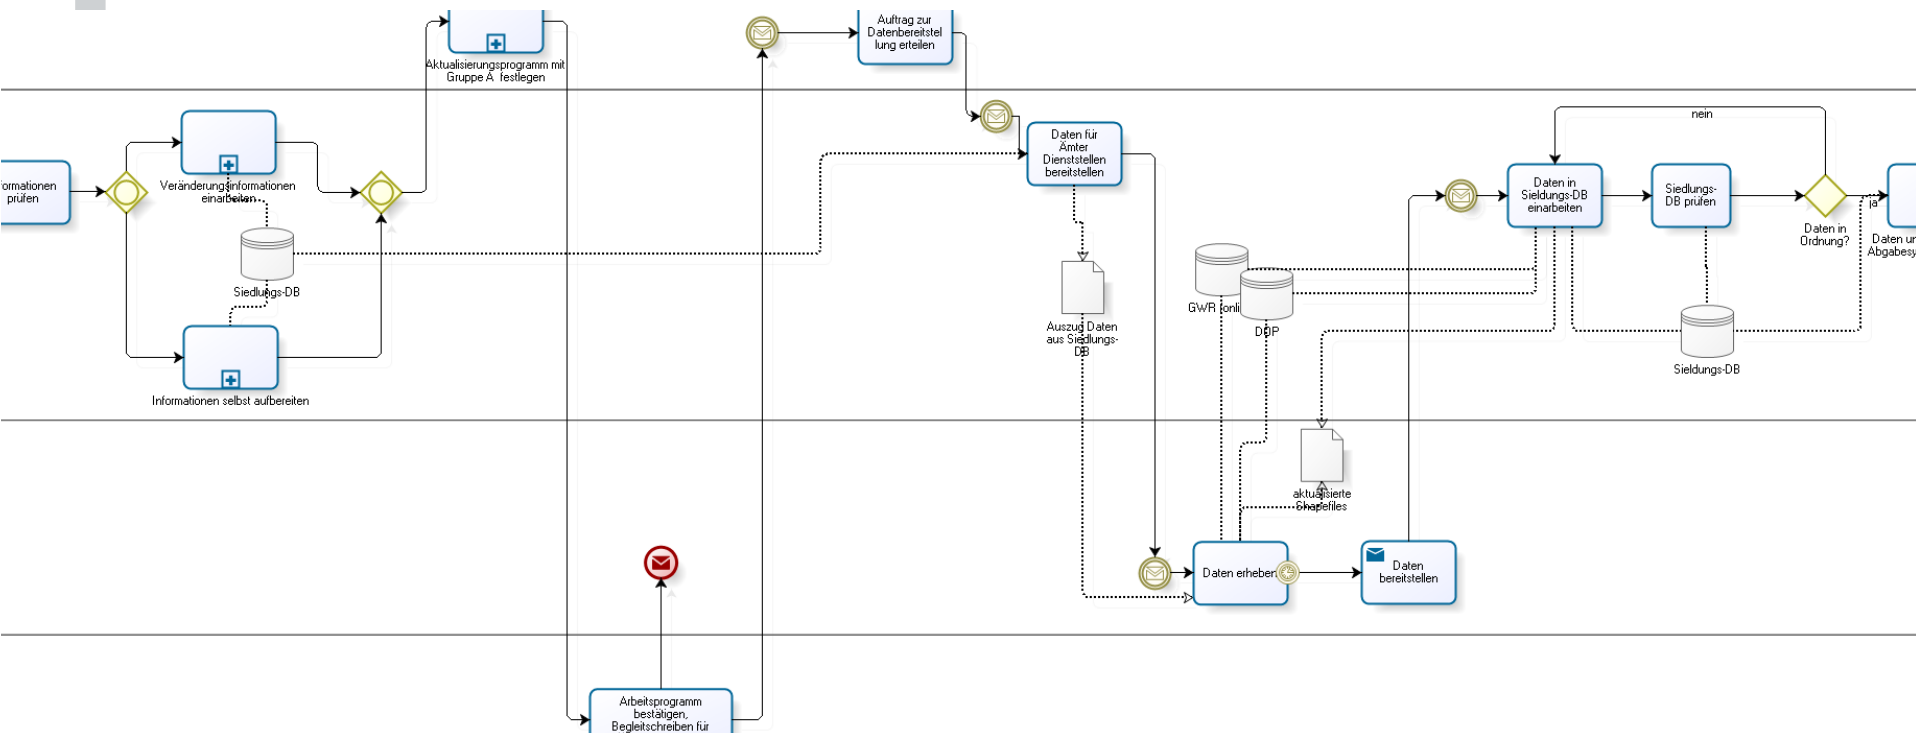 Auftrag zur
Datenbereitstel
lung erteilen
Aktualisierungsprogramm mit
Gruppe A festlegen
nein
Daten für
Ämter
Dienststellen
bereitstellen
ormationen
prüfen
Veränderungsinformationen
einarbeiten
Daten in
Sieldungs-DB
einarbeiten
Siedlungs-
DB prüfen
ja
Daten in
Ordnung?
Daten ur
Abgabesy
Siedlungs-DB
GWR (onli
DOP
Auszug Daten
aus Siedlungs-
DB
Sieldungs-DB
Informationen selbst aufbereiten
aktualisierte
Shapefiles
Daten erheben
Daten
bereitstellen
Arbeitsprogramm
bestätigen,
Begleitschreiben für